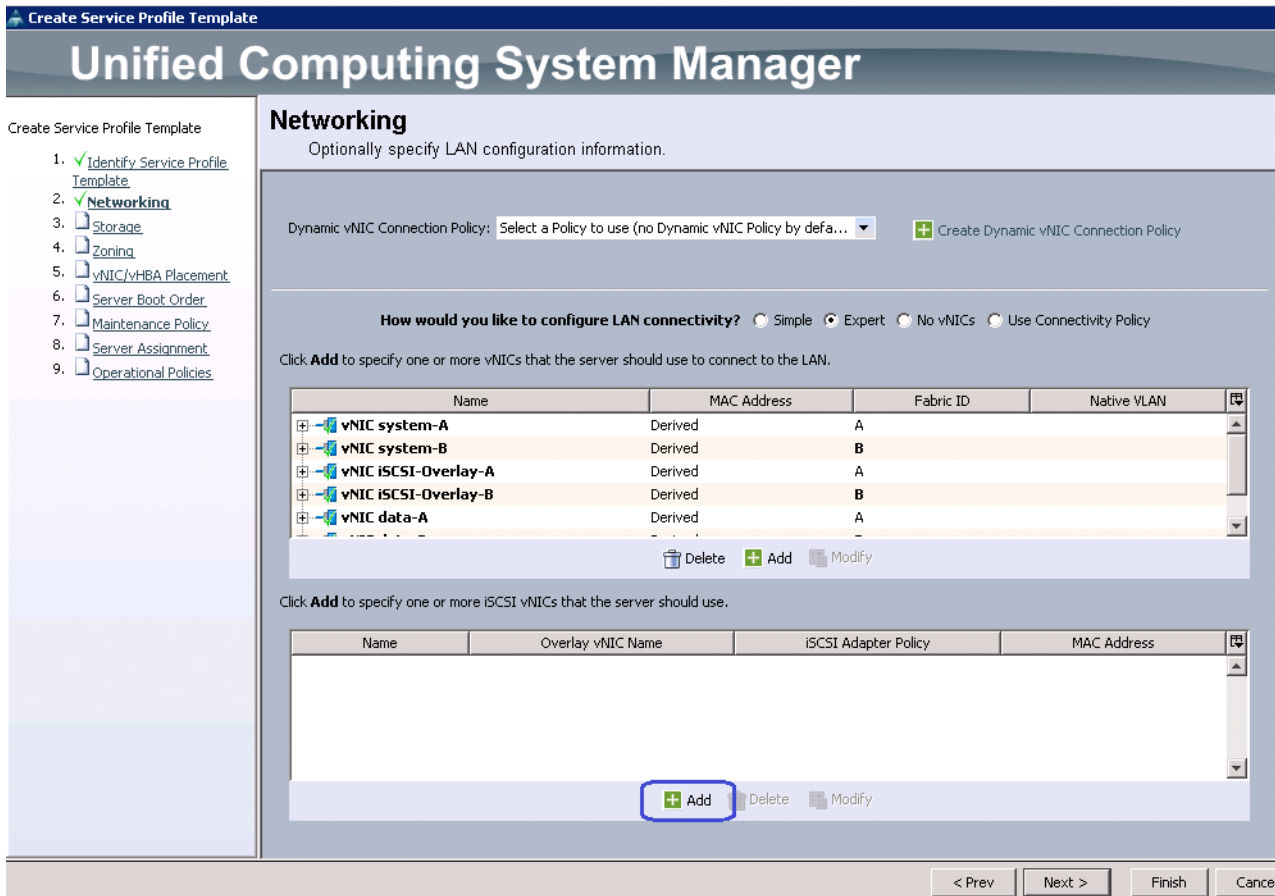 Create Service Profile Template
Unified Computing System Manager
Create Service Profile Template
1. Identify Service Profile
Template
2. Networking
3. Storage
4. Zoning
5. vNIC/vHBA Placement
6. Server Boot Order
7. Maintenance Policy
8. Server Assignment
9. Operational Policies
Networking
Optionally specify LAN configuration information.
Dynamic vNIC Connection Policy: Select a Policy to use (no Dynamic vNIC Policy by defa... Create Dynamic vNIC Connection Policy
How would you like to configure LAN connectivity? Simple Expert No vNICs Use Connectivity Policy
Click Add to specify one or more vNICs that the server should use to connect to the LAN.
Name MAC Address Fabric ID Native VLAN
vNIC system-A Derived A
vNIC system-B Derived B
vNIC iSCSI-Overlay-A Derived A
vNIC iSCSI-Overlay-B Derived B
vNIC data-A Derived A
Delete Add Modify
Click Add to specify one or more iSCSI vNICs that the server should use.
Name Overlay vNIC Name iSCSI Adapter Policy MAC Address
Add Delete Modify
< Prev Next > Finish Cance